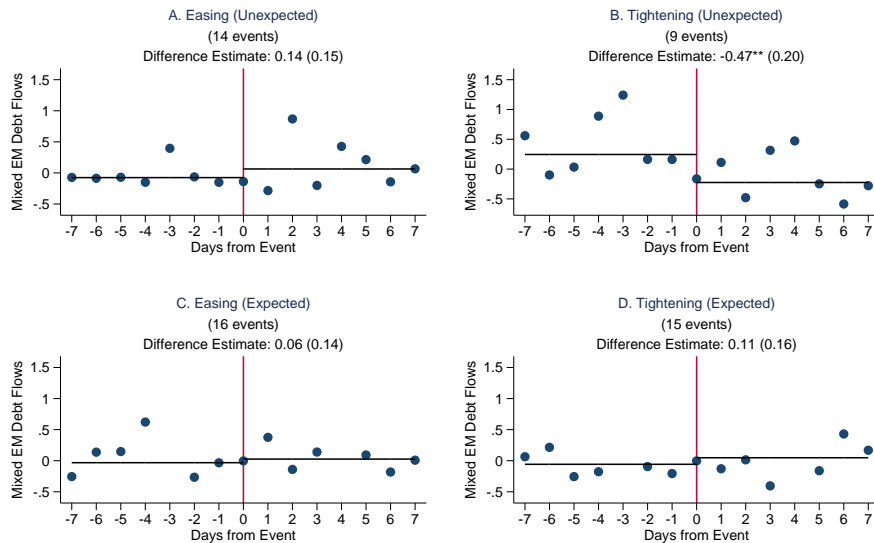 A. Easing (Unexpected)
(14 events)
Difference Estimate: 0.14 (0.15)
Mixed EM Debt Flows
1.5
1
.5
0
-.5
-7 -6 -5 -4 -3 -2 -1 0 1 2 3 4 5 6 7
Days from Event
B. Tightening (Unexpected)
(9 events)
Difference Estimate: -0.47** (0.20)
Mixed EM Debt Flows
1.5
1
.5
0
-.5
-7 -6 -5 -4 -3 -2 -1 0 1 2 3 4 5 6 7
Days from Event
C. Easing (Expected)
(16 events)
Difference Estimate: 0.06 (0.14)
Mixed EM Debt Flows
1.5
1
.5
0
-.5
-7 -6 -5 -4 -3 -2 -1 0 1 2 3 4 5 6 7
Days from Event
D. Tightening (Expected)
(15 events)
Difference Estimate: 0.11 (0.16)
Mixed EM Debt Flows
1.5
1
.5
0
-.5
-7 -6 -5 -4 -3 -2 -1 0 1 2 3 4 5 6 7
Days from Event